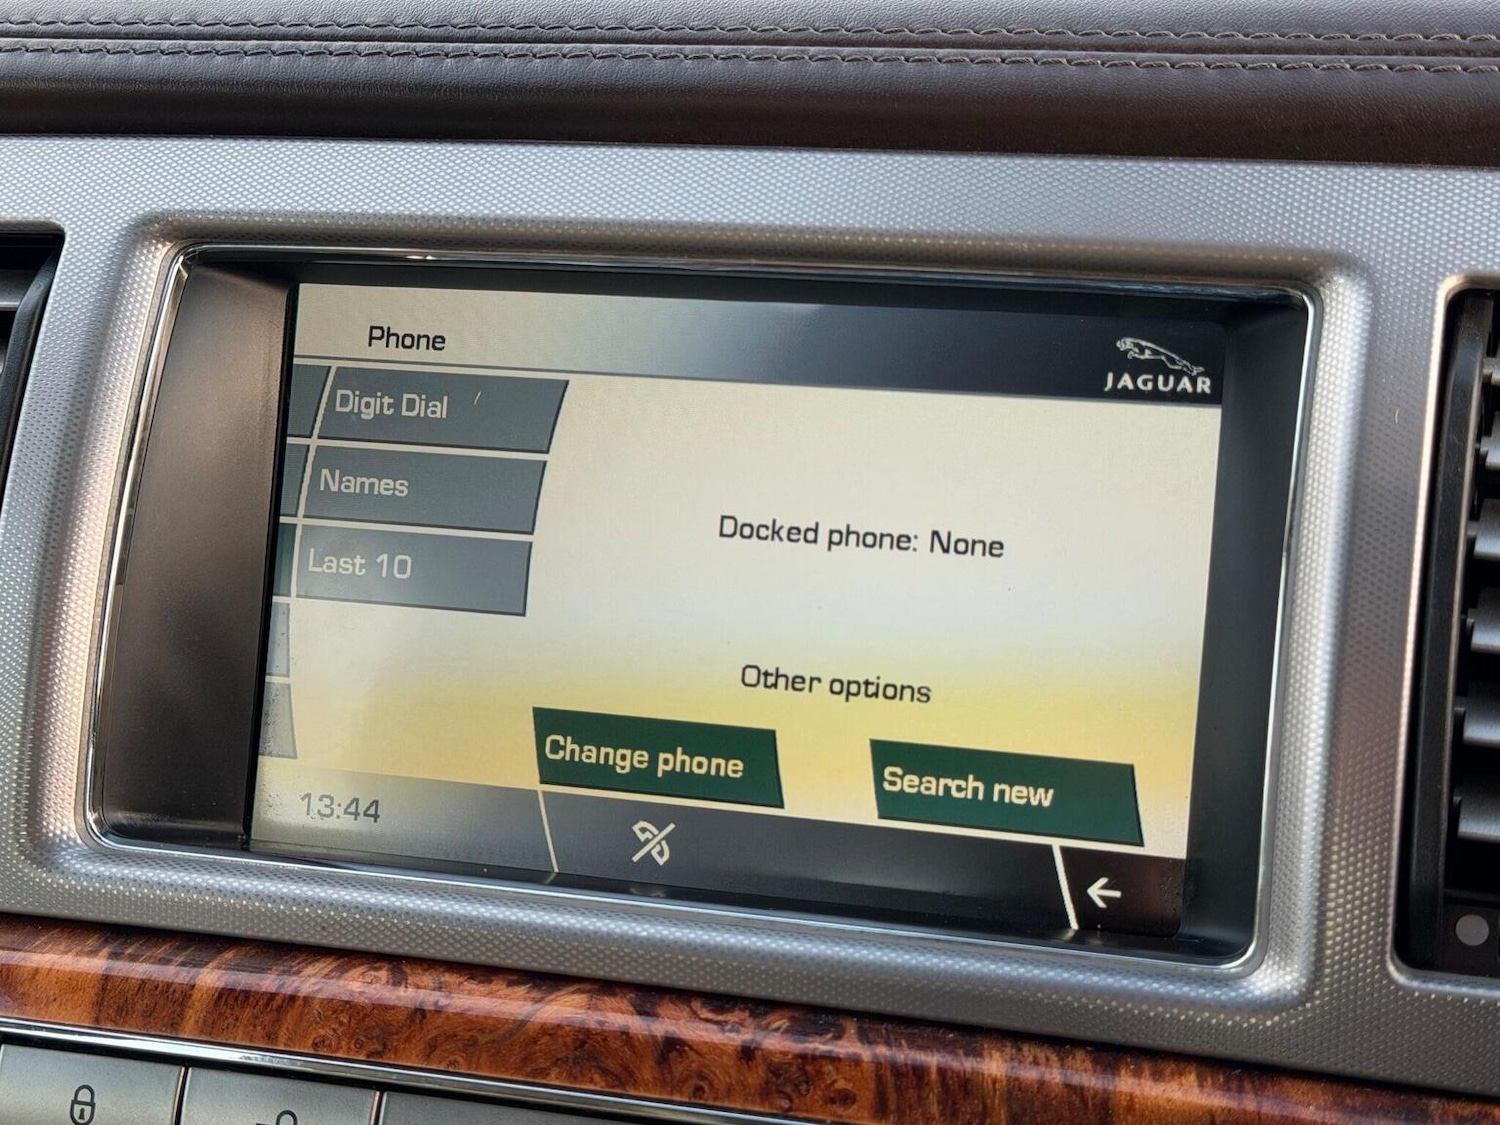 Phone
JAGUAR
Digit Dial
Names
Last 10
Docked phone: None
Other options
Change phone
Search new
13:44